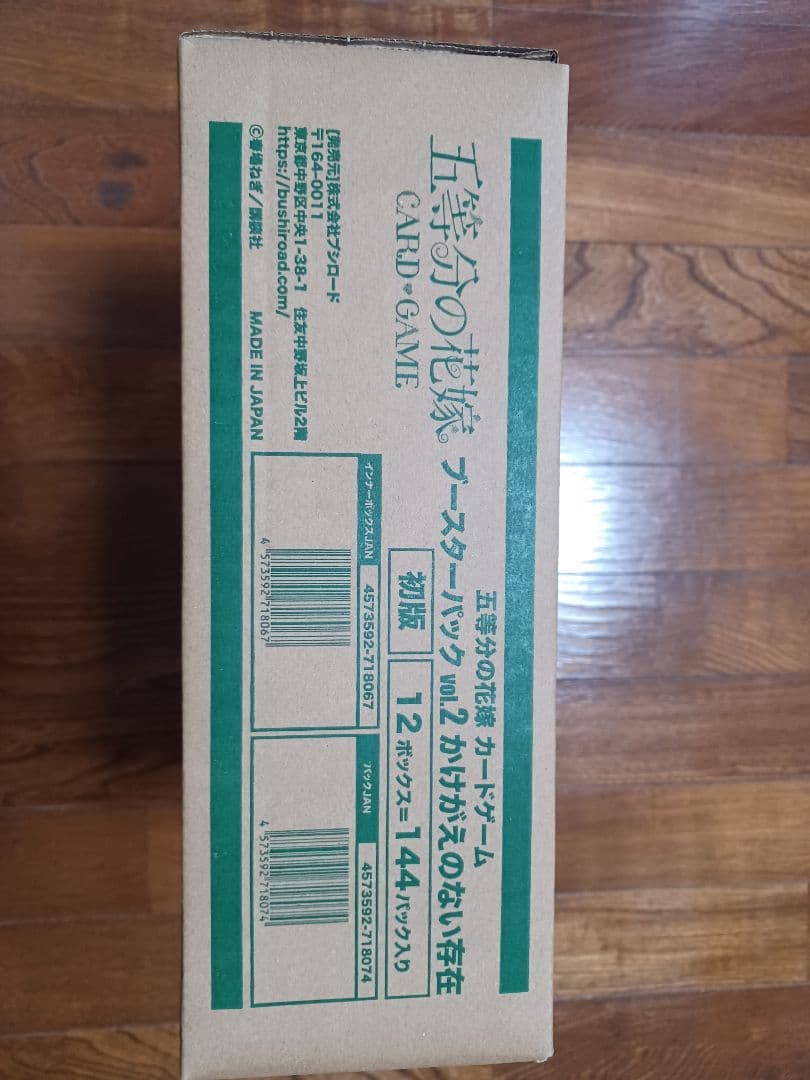 五等分の花嫁
CARD GAME
五等分の花嫁 カードゲーム
ブースターパック vol.2 かけがえのない存在
初版
12ボックス=144パック入り
[発売元]株式会社ブシロード
〒164-0011
東京都中野区中央1-38-1 住友中野坂上ビル2階
https://bushiroad.com/
©春場ねぎ/講談社 MADE IN JAPAN
インナーボックスJAN
4573592-718067
4 573592 718067
パックJAN
4573592-718074
4 573592 718074